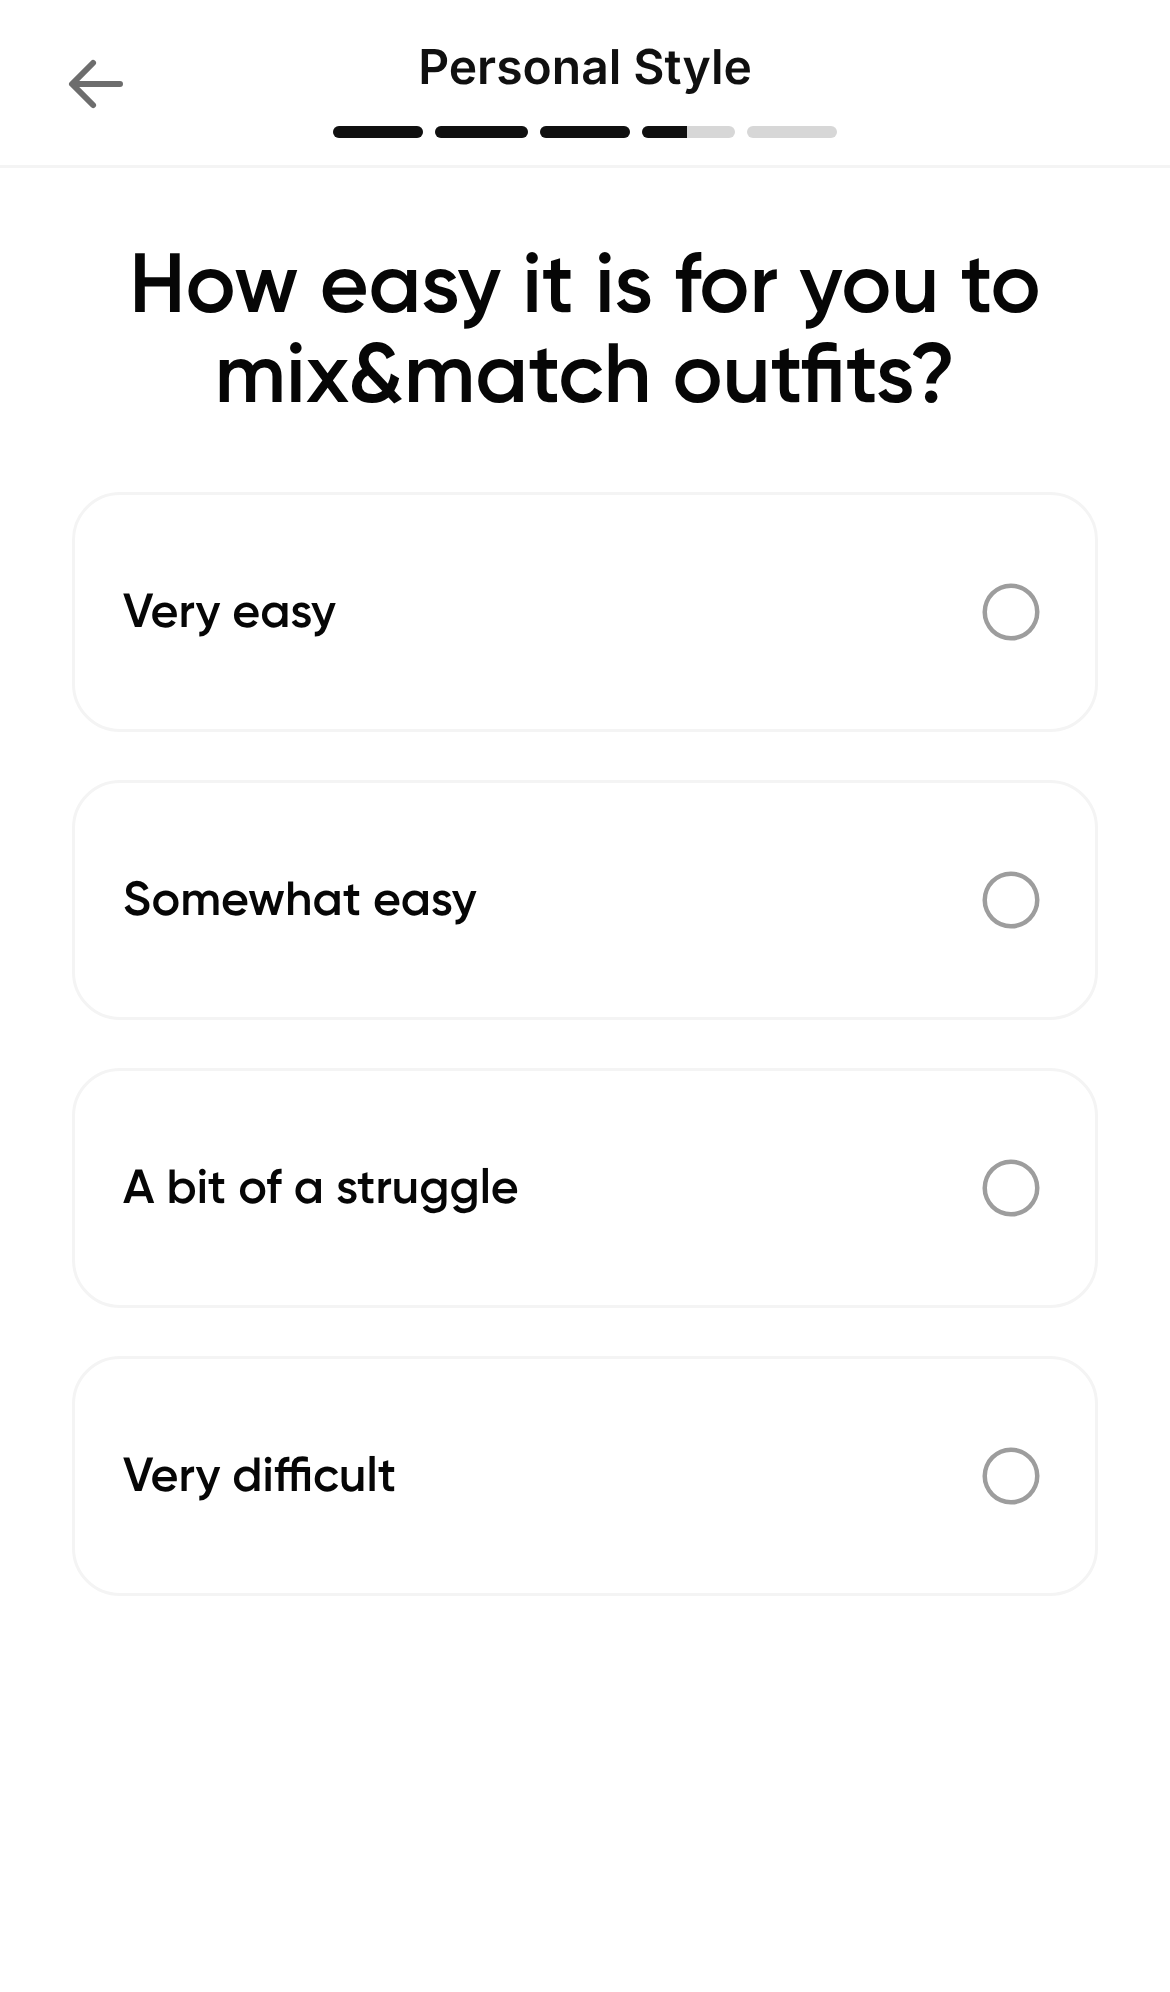 Personal Style
How easy it is for you to
mix&match outfits?
Very easy
Somewhat easy
A bit of a struggle
Very difficult